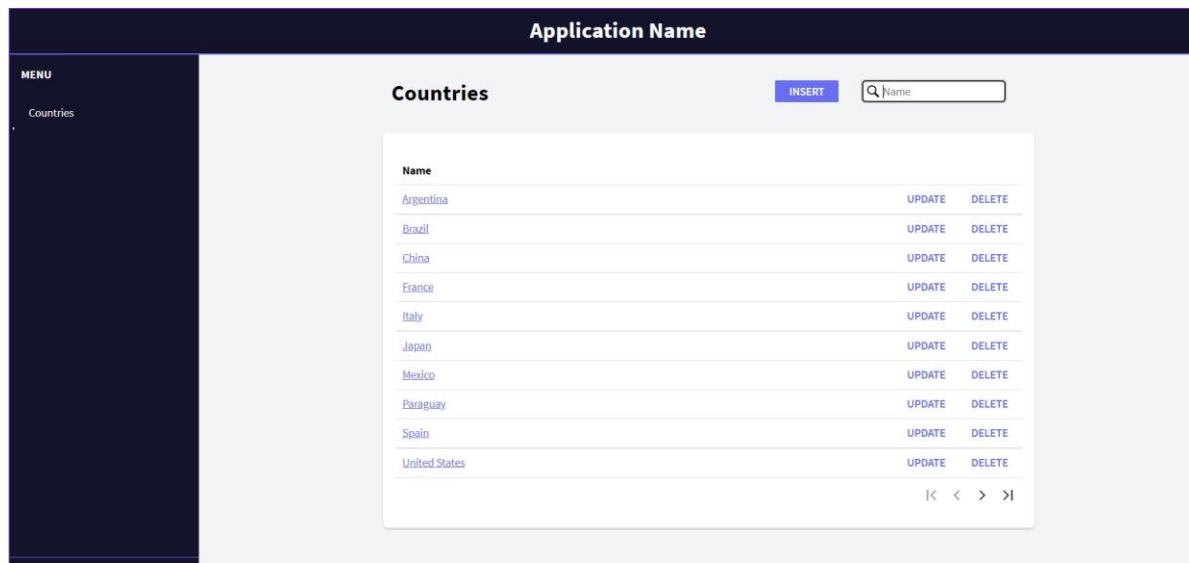 Application Name
MENU
Countries
Countries INSERT Name
Name
Argentina UPDATE DELETE
Brazil UPDATE DELETE
China UPDATE DELETE
France UPDATE DELETE
Italy UPDATE DELETE
Japan UPDATE DELETE
Mexico UPDATE DELETE
Paraguay UPDATE DELETE
Spain UPDATE DELETE
United States UPDATE DELETE